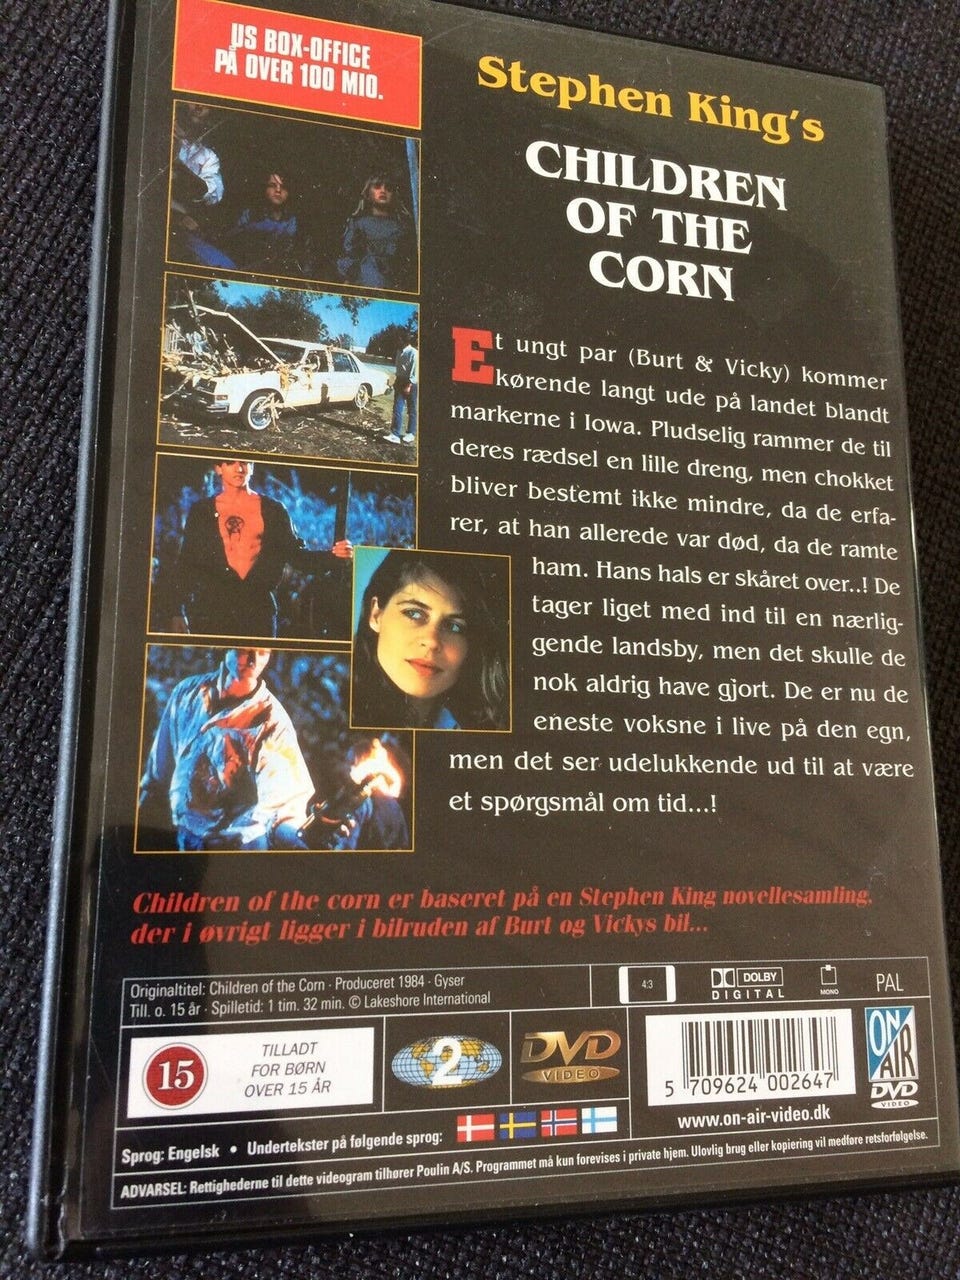 US BOX-OFFICE
PÅ OVER 100 MIO.
Stephen King's
CHILDREN
OF THE
CORN
Et ungt par (Burt & Vicky) kommer
kørende langt ude på landet blandt
markerne i Iowa. Pludselig rammer de til
deres rædsel en lille dreng, men chokket
bliver bestemt ikke mindre, da de erfa-
rer, at han allerede var død, da de ramte
ham. Hans hals er skåret over..! De
tager liget med ind til en nærlig-
gende landsby, men det skulle de
nok aldrig have gjort. De er nu de
eneste voksne i live på den egn,
men det ser udelukkende ud til at være
et spørgsmål om tid...!
Children of the corn er baseret på en Stephen King novellesamling,
der i øvrigt ligger i bilruden af Burt og Vickys bil...
Originaltitel: Children of the Corn · Produceret 1984 · Gyser
Till. o. 15 år · Spilletid: 1 tim. 32 min. © Lakeshore International
4:3
DOLBY
DIGITAL
MONO
PAL
15
TILLADT
FOR BØRN
OVER 15 ÅR
2
DVD
VIDEO
5 709624 002647
ON
AIR
DVD
VIDEO
www.on-air-video.dk
Sprog: Engelsk • Undertekster på følgende sprog:
ADVARSEL: Rettighederne til dette videogram tilhører Poulin A/S. Programmet må kun forevises i private hjem. Ulovlig brug eller kopiering vil medføre retsforfølgelse.